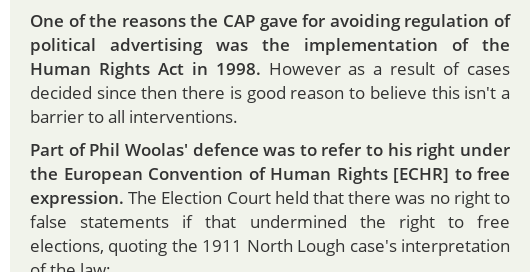 One of the reasons the CAP gave for avoiding regulation of
political advertising was the implementation of the
Human Rights Act in 1998. However as a result of cases
decided since then there is good reason to believe this isn't a
barrier to all interventions.
Part of Phil Woolas' defence was to refer to his right under
the European Convention of Human Rights [ECHR] to free
expression. The Election Court held that there was no right to
false statements if that undermined the right to free
elections, quoting the 1911 North Lough case's interpretation
of the law: